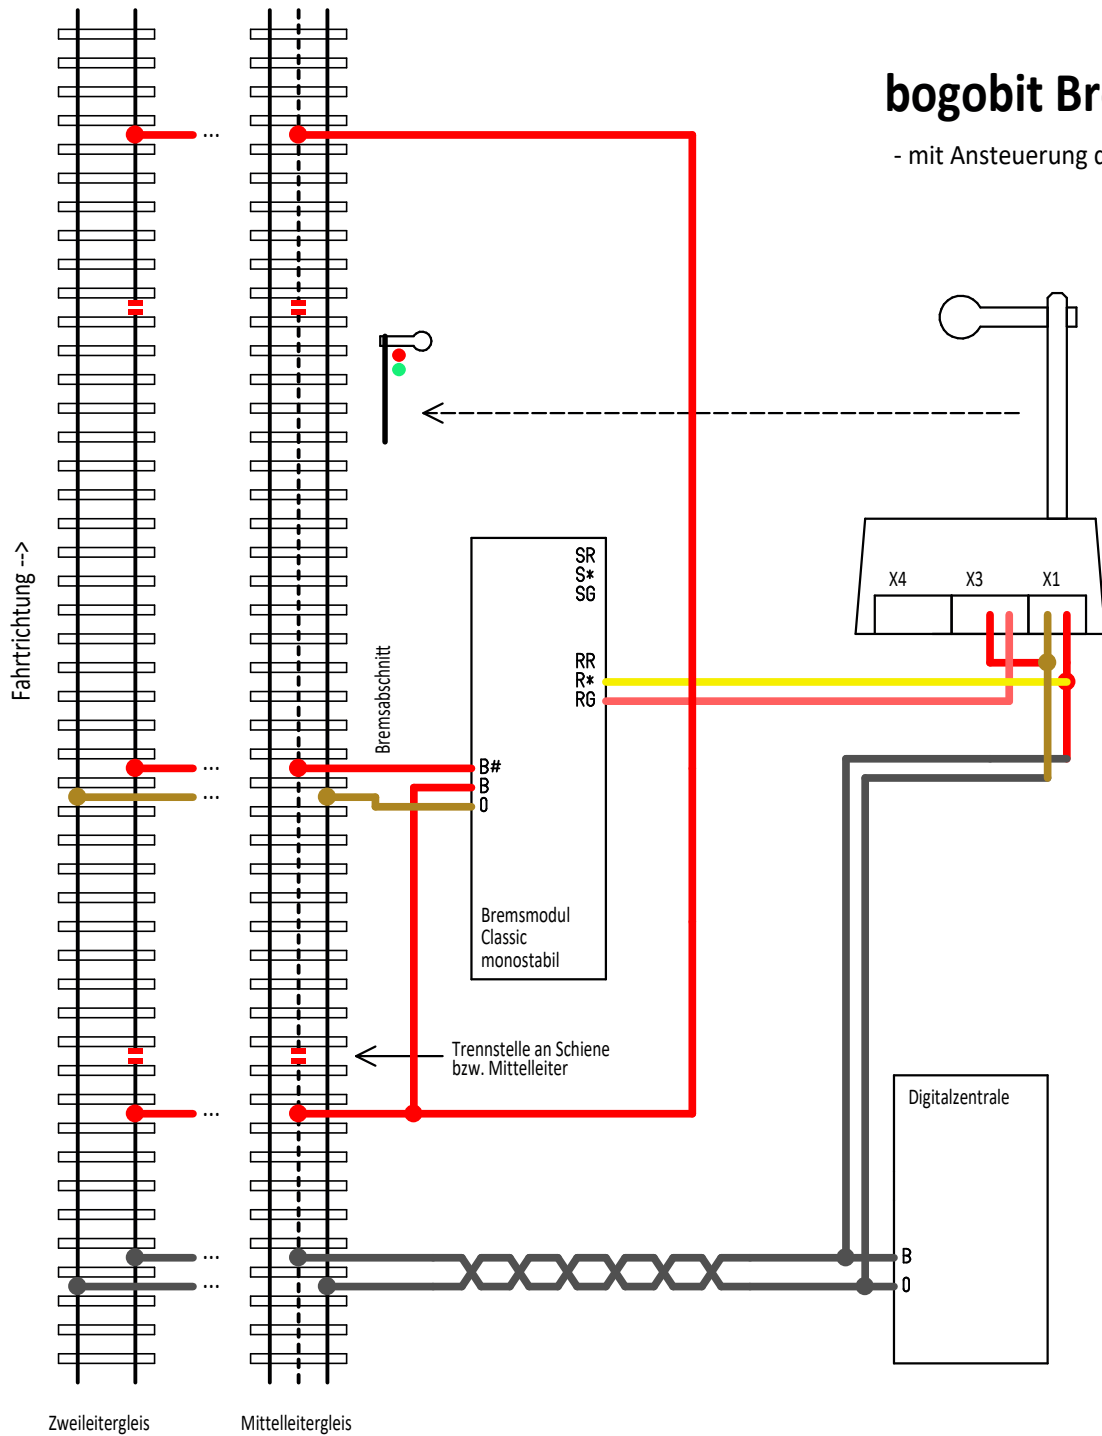 bogobit Br
- mit Ansteuerung d
...
...
...
...
...
...
Fahrtrichtung -->
SR
S*
SG
RR
R*
RG
B#
B
0
Bremsabschnitt
Bremsmodul
Classic
monostabil
X4 X3 X1
Trennstelle an Schiene
bzw. Mittelleiter
Digitalzentrale
B
0
Zweileitergleis
Mittelleitergleis